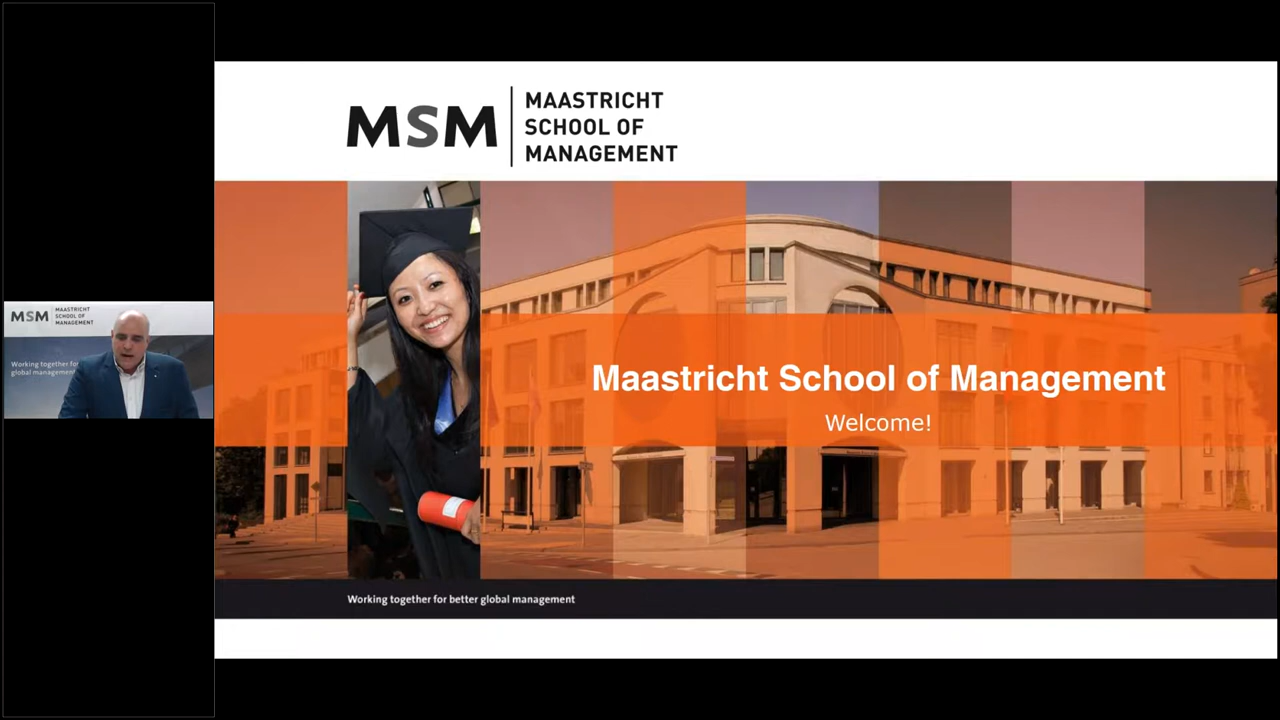 MSM
MAASTRICHT
SCHOOL OF
MANAGEMENT
Maastricht School of Management
Welcome!
Working together for better global management
MSM
MAASTRICHT
SCHOOL OF
MANAGEMENT
Working together for
global management